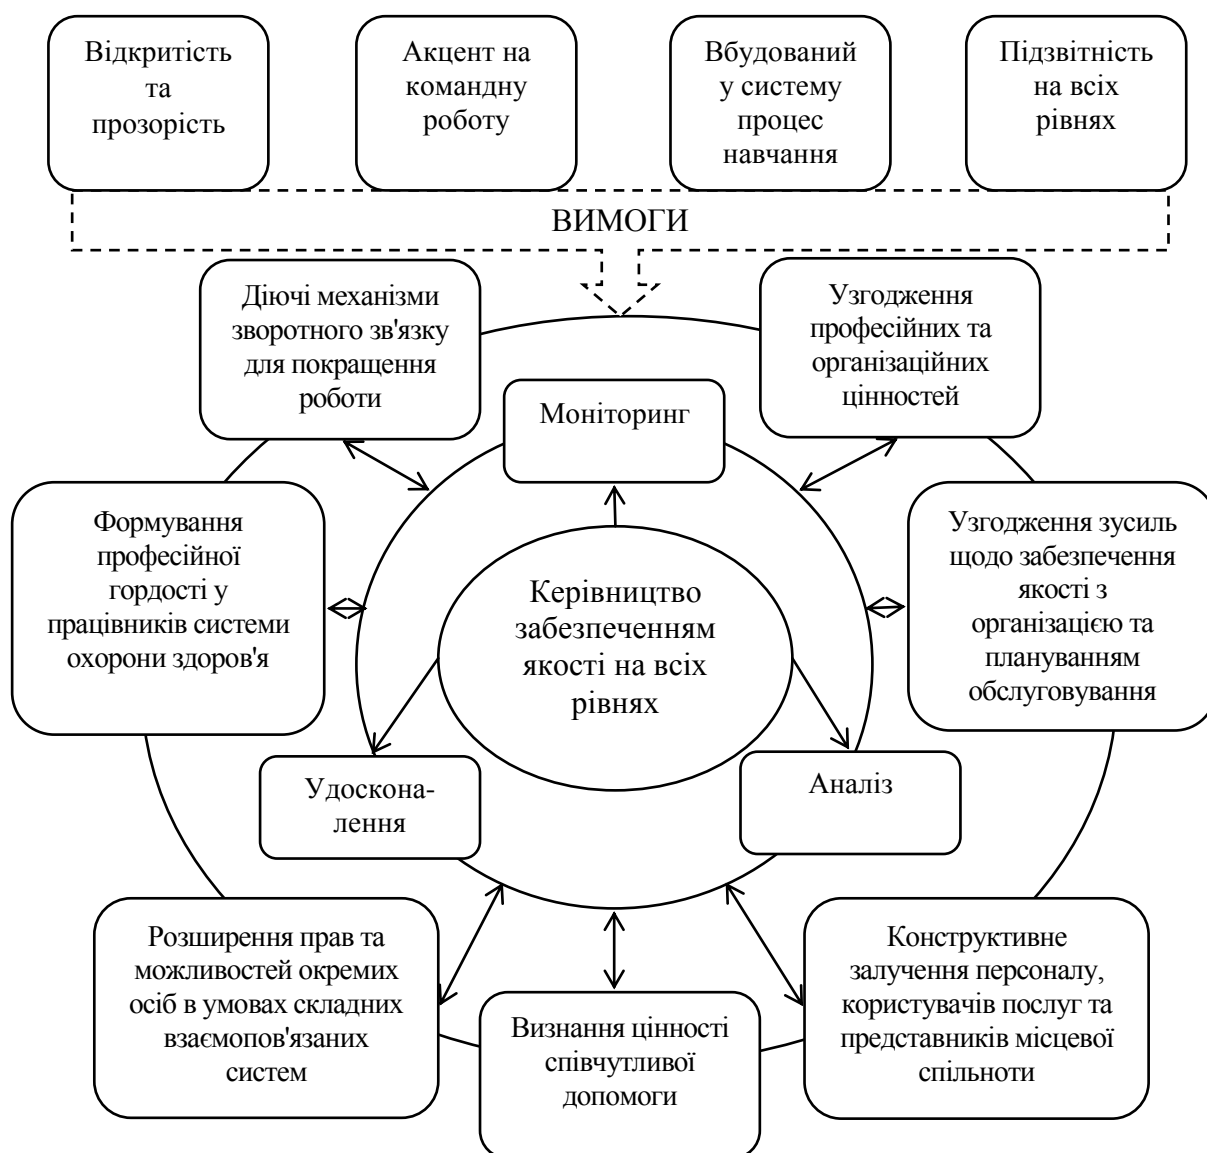 Відкритість
та
прозорість
Акцент на
командну
роботу
Вбудований
у систему
процес
навчання
Підзвітність
на всіх
рівнях
ВИМОГИ
Діючі механізми
зворотного зв'язку
для покращення
роботи
Узгодження
професійних та
організаційних
цінностей
Моніторинг
Формування
професійної
гордості у
працівників системи
охорони здоров'я
Керівництво
забезпеченням
якості на всіх
рівнях
Узгодження зусиль
щодо забезпечення
якості з
організацією та
плануванням
обслуговування
Удоскона-
лення
Аналіз
Розширення прав та
можливостей окремих
осіб в умовах складних
взаємопов'язаних
систем
Визнання цінності
співчутливої
допомоги
Конструктивне
залучення персоналу,
користувачів послуг та
представників місцевої
спільноти